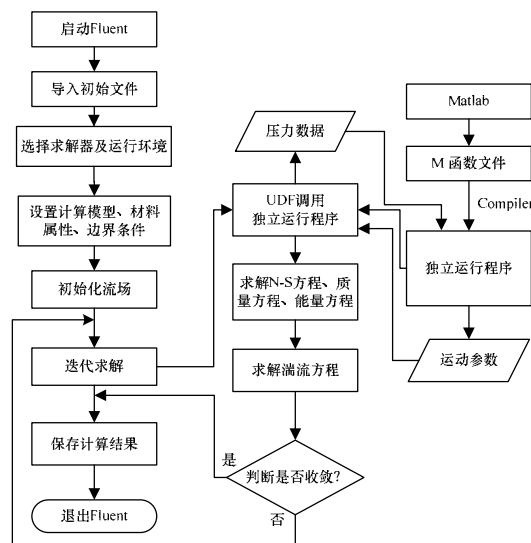 启动Fluent
导入初始文件
选择求解器及运行环境
设置计算模型、材料
属性、边界条件
初始化流场
迭代求解
保存计算结果
退出Fluent
压力数据
UDF调用
独立运行程序
求解N-S方程、质
量方程、能量方程
求解湍流方程
判断是否收敛?
是
否
Matlab
M 函数文件
Compiler
独立运行程序
运动参数